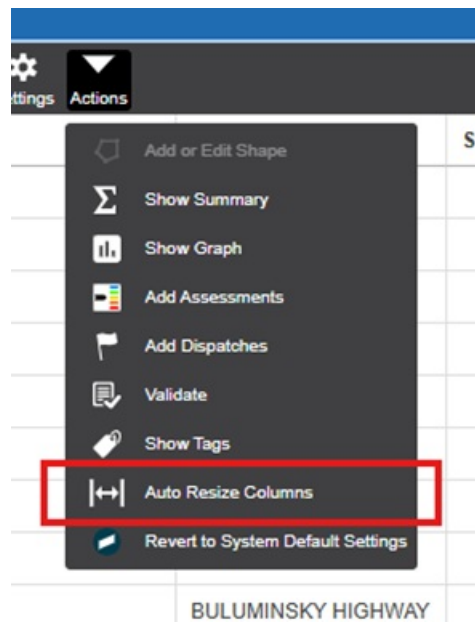 ttings Actions
S
Add or Edit Shape
Show Summary
Show Graph
Add Assessments
Add Dispatches
Validate
Show Tags
Auto Resize Columns
Revert to System Default Settings
BULUMINSKY HIGHWAY